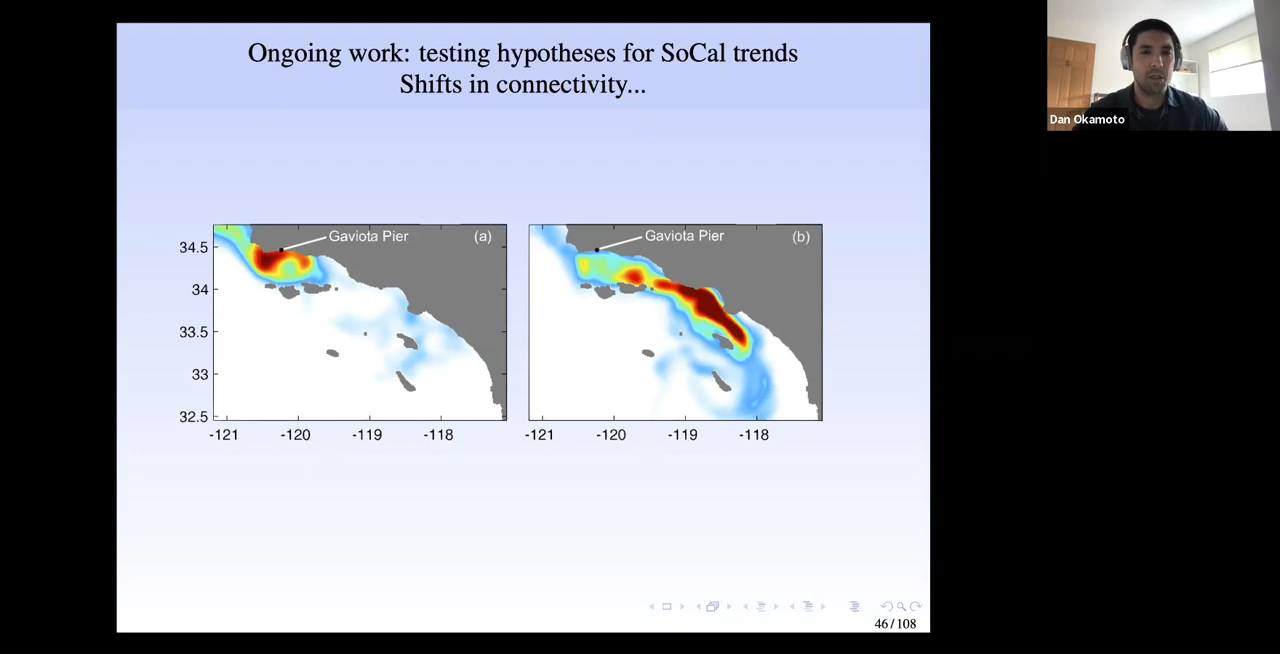 Ongoing work: testing hypotheses for SoCal trends
Shifts in connectivity...
Dan Okamoto
Gaviota Pier
(a)
34.5
34
33.5
33
32.5
-121
-120
-119
-118
Gaviota Pier
(b)
-121
-120
-119
-118
46 / 108